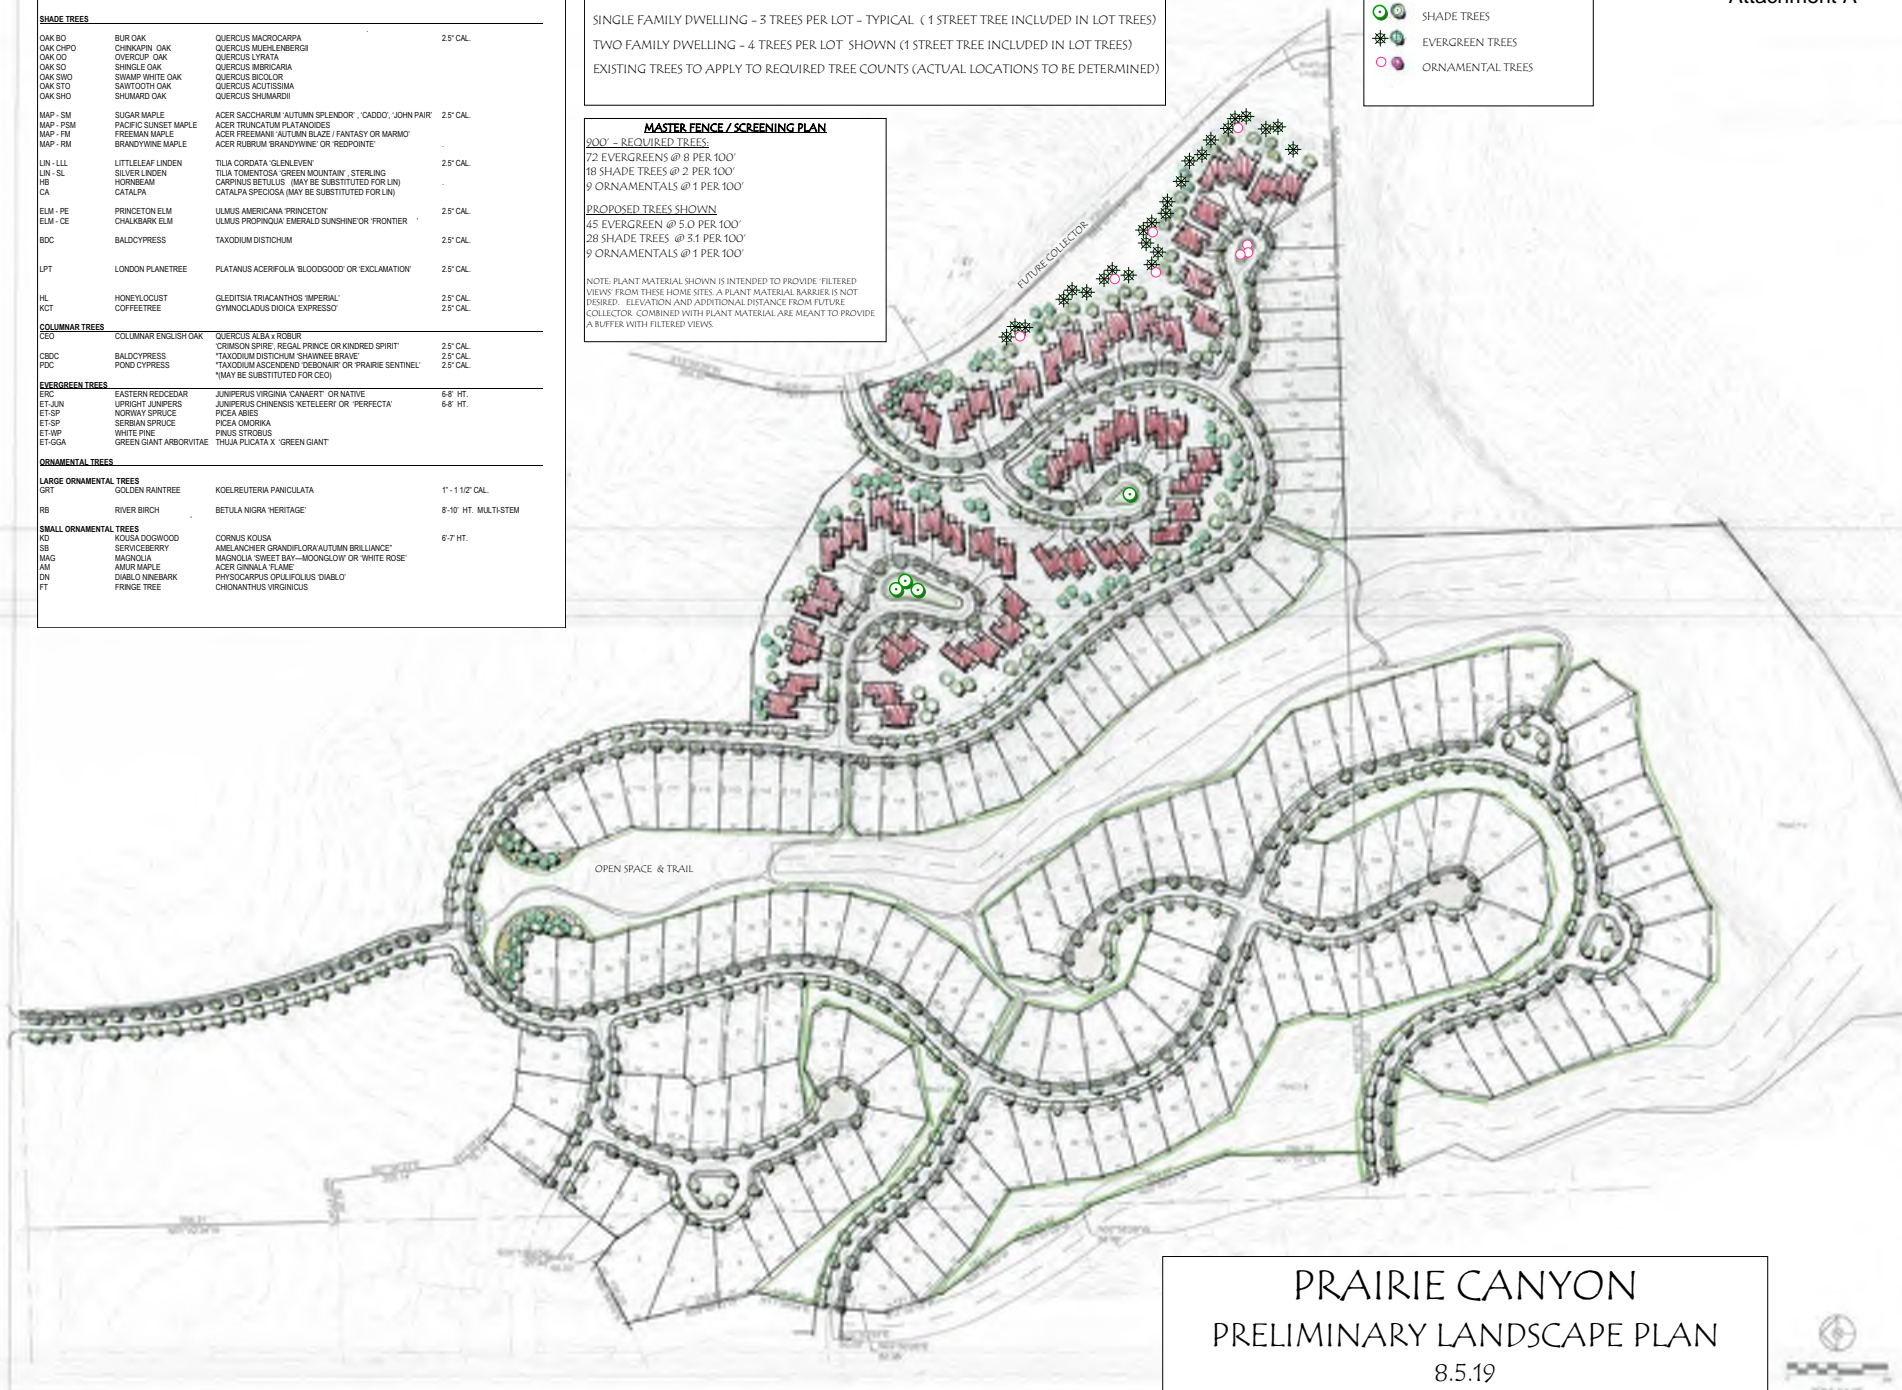 Attachment A
SHADE TREES
OAK BO BUR OAK QUERCUS MACROCARPA 2.5" CAL.
OAK CHPO CHINKAPIN OAK QUERCUS MUEHLENBERGII
OAK OO OVERCUP OAK QUERCUS LYRATA
OAK SO SHINGLE OAK QUERCUS IMBRICARIA
OAK SWO SWAMP WHITE OAK QUERCUS BICOLOR
OAK STO SAWTOOTH OAK QUERCUS ACUTISSIMA
OAK SHO SHUMARD OAK QUERCUS SHUMARDII
MAP - SM SUGAR MAPLE ACER SACCHARUM 'AUTUMN SPLENDOR' , 'CADDO', 'JOHN PAIR' 2.5" CAL.
MAP - PSM PACIFIC SUNSET MAPLE ACER TRUNCATUM PLATANOIDES
MAP - FM FREEMAN MAPLE ACER FREEMANII 'AUTUMN BLAZE / FANTASY OR MARMO'
MAP - RM BRANDYWINE MAPLE ACER RUBRUM 'BRANDYWINE' OR 'REDPOINTE'
LIN - LLL LITTLELEAF LINDEN TILIA CORDATA 'GLENLEVEN' 2.5" CAL.
LIN - SL SILVER LINDEN TILIA TOMENTOSA 'GREEN MOUNTAIN' , STERLING
HB HORNBEAM CARPINUS BETULUS (MAY BE SUBSTITUTED FOR LIN)
CA CATALPA CATALPA SPECIOSA (MAY BE SUBSTITUTED FOR LIN)
ELM - PE PRINCETON ELM ULMUS AMERICANA 'PRINCETON' 2.5" CAL.
ELM - CE CHALKBARK ELM ULMUS PROPINQUA' EMERALD SUNSHINE'OR 'FRONTIER '
BDC BALDCYPRESS TAXODIUM DISTICHUM 2.5" CAL.
LPT LONDON PLANETREE PLATANUS ACERIFOLIA 'BLOODGOOD' OR 'EXCLAMATION' 2.5" CAL.
HL HONEYLOCUST GLEDITSIA TRIACANTHOS 'IMPERIAL' 2.5" CAL.
KCT COFFEETREE GYMNOCLADUS DIOICA 'EXPRESSO' 2.5" CAL.
COLUMNAR TREES
CEO COLUMNAR ENGLISH OAK QUERCUS ALBA x ROBUR
'CRIMSON SPIRE', REGAL PRINCE OR KINDRED SPIRIT' 2.5" CAL.
CBDC BALDCYPRESS *TAXODIUM DISTICHUM 'SHAWNEE BRAVE' 2.5" CAL.
PDC POND CYPRESS *TAXODIUM ASCENDEND 'DEBONAIR' OR 'PRAIRIE SENTINEL' 2.5" CAL.
*(MAY BE SUBSTITUTED FOR CEO)
EVERGREEN TREES
ERC EASTERN REDCEDAR JUNIPERUS VIRGINIA 'CANAERT' OR NATIVE 6-8' HT.
ET-JUN UPRIGHT JUNIPERS JUNIPERUS CHINENSIS 'KETELEERI' OR 'PERFECTA' 6-8' HT.
ET-SP NORWAY SPRUCE PICEA ABIES
ET-SP SERBIAN SPRUCE PICEA OMORIKA
ET-WP WHITE PINE PINUS STROBUS
ET-GGA GREEN GIANT ARBORVITAE THUJA PLICATA X 'GREEN GIANT'
ORNAMENTAL TREES
LARGE ORNAMENTAL TREES
GRT GOLDEN RAINTREE KOELREUTERIA PANICULATA 1" - 1 1/2" CAL.
RB RIVER BIRCH BETULA NIGRA 'HERITAGE' 8'-10' HT. MULTI-STEM
SMALL ORNAMENTAL TREES
KD KOUSA DOGWOOD CORNUS KOUSA 6'-7' HT.
SB SERVICEBERRY AMELANCHIER GRANDIFLORA'AUTUMN BRILLIANCE"
MAG MAGNOLIA MAGNOLIA 'SWEET BAY—MOONGLOW' OR 'WHITE ROSE'
AM AMUR MAPLE ACER GINNALA 'FLAME'
DN DIABLO NINEBARK PHYSOCARPUS OPULIFOLIUS 'DIABLO'
FT FRINGE TREE CHIONANTHUS VIRGINICUS
SINGLE FAMILY DWELLING - 3 TREES PER LOT - TYPICAL ( 1 STREET TREE INCLUDED IN LOT TREES)
TWO FAMILY DWELLING - 4 TREES PER LOT SHOWN (1 STREET TREE INCLUDED IN LOT TREES)
EXISTING TREES TO APPLY TO REQUIRED TREE COUNTS (ACTUAL LOCATIONS TO BE DETERMINED)
MASTER FENCE / SCREENING PLAN
900' - REQUIRED TREES:
72 EVERGREENS @ 8 PER 100'
18 SHADE TREES @ 2 PER 100'
9 ORNAMENTALS @ 1 PER 100'
PROPOSED TREES SHOWN
45 EVERGREEN @ 5.0 PER 100'
28 SHADE TREES @ 3.1 PER 100'
9 ORNAMENTALS @ 1 PER 100'
NOTE: PLANT MATERIAL SHOWN IS INTENDED TO PROVIDE 'FILTERED
VIEWS' FROM THESE HOME SITES. A PLANT MATERIAL BARRIER IS NOT
DESIRED. ELEVATION AND ADDITIONAL DISTANCE FROM FUTURE
COLLECTOR COMBINED WITH PLANT MATERIAL ARE MEANT TO PROVIDE
A BUFFER WITH FILTERED VIEWS.
SHADE TREES
EVERGREEN TREES
ORNAMENTAL TREES
FUTURE COLLECTOR
OPEN SPACE & TRAIL
PRAIRIE CANYON
PRELIMINARY LANDSCAPE PLAN
8.5.19